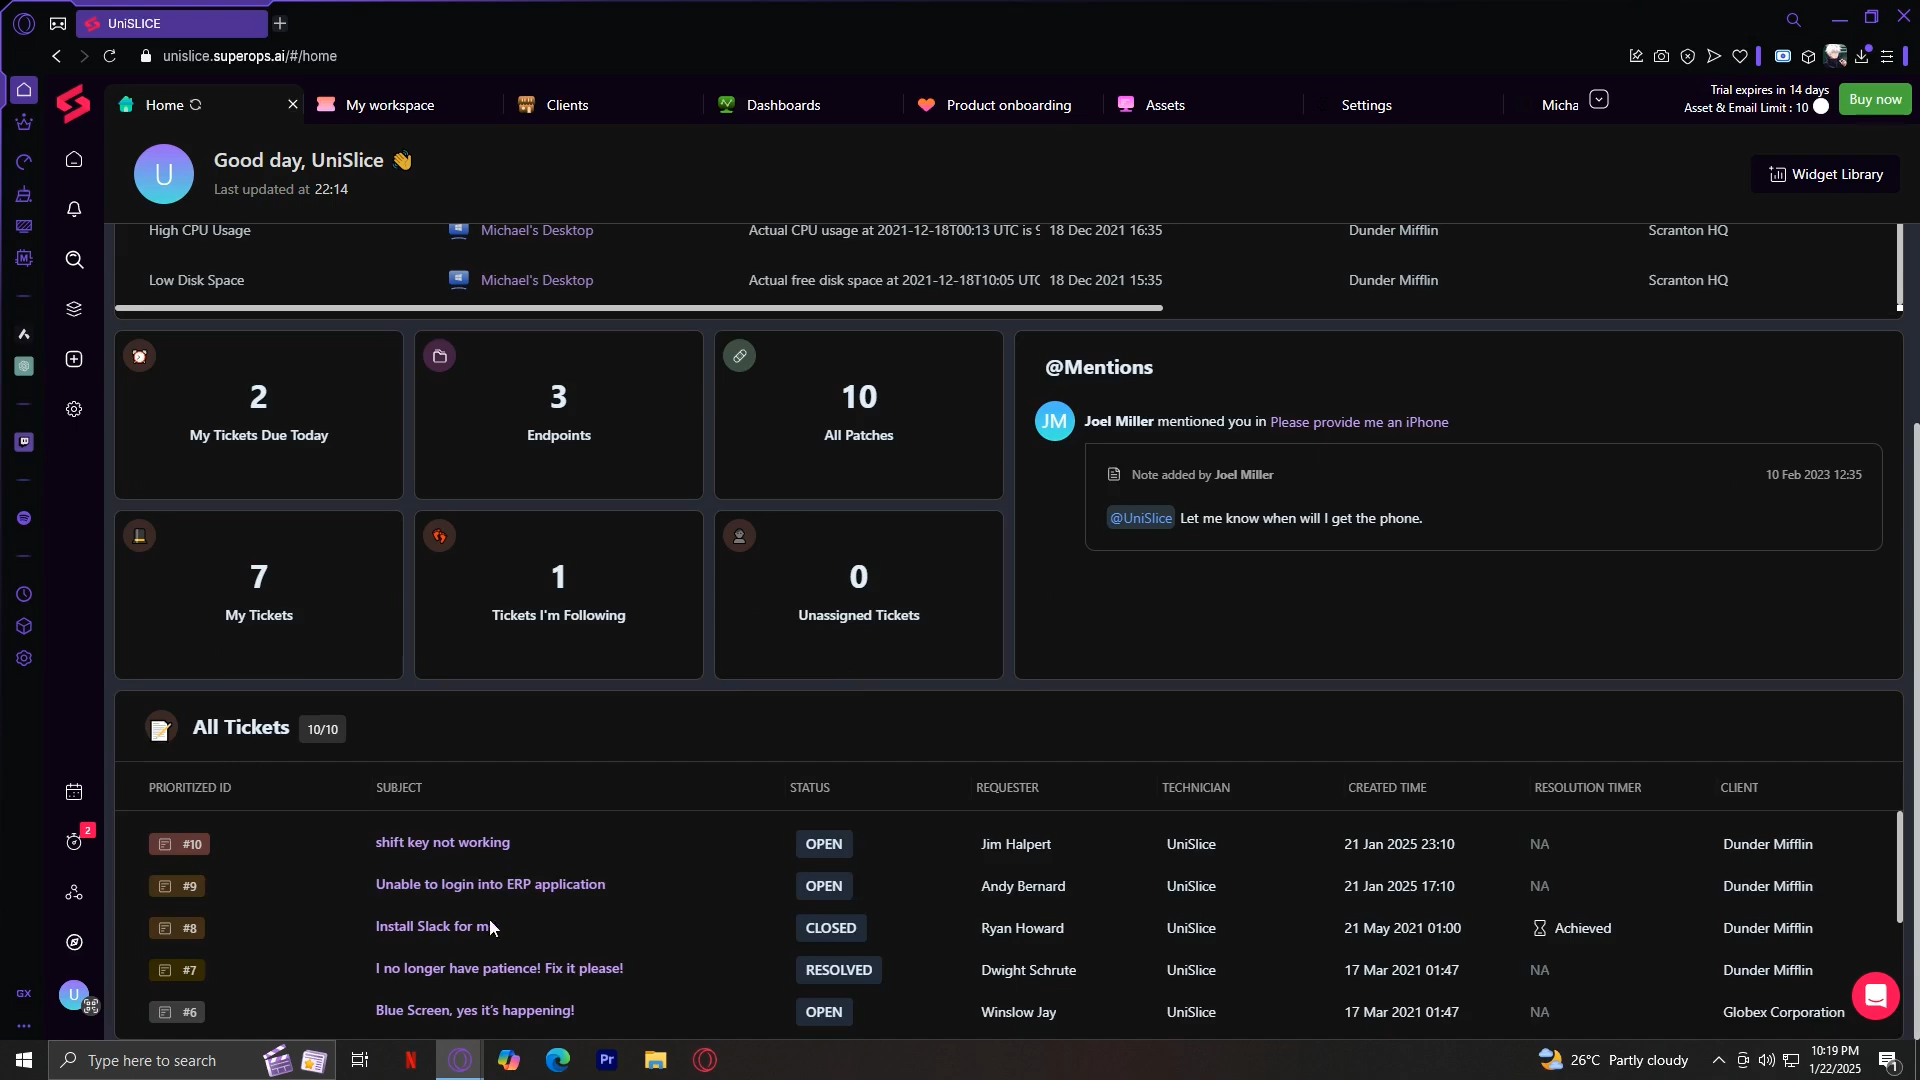 UniSLICE
unislice.superops.ai/#/home
Home
My workspace
Clients
Dashboards
Product onboarding
Assets
Settings
Micha
Trial expires in 14 days
Asset & Email Limit : 10
Buy now
U
Good day, UniSlice
Last updated at 22:14
Widget Library
High CPU Usage
Michael's Desktop
Actual CPU usage at 2021-12-18T00:13 UTC is 9
18 Dec 2021 16:35
Dunder Mifflin
Scranton HQ
Low Disk Space
Michael's Desktop
Actual free disk space at 2021-12-18T10:05 UTC
18 Dec 2021 15:35
Dunder Mifflin
Scranton HQ
2
My Tickets Due Today
3
Endpoints
10
All Patches
7
My Tickets
1
Tickets I'm Following
0
Unassigned Tickets
@Mentions
JM
Joel Miller mentioned you in Please provide me an iPhone
Note added by Joel Miller
10 Feb 2023 12:35
@UniSlice Let me know when will I get the phone.
All Tickets 10/10
PRIORITIZED ID SUBJECT STATUS REQUESTER TECHNICIAN CREATED TIME RESOLUTION TIMER CLIENT
#10 shift key not working OPEN Jim Halpert UniSlice 21 Jan 2025 23:10 NA Dunder Mifflin
#9 Unable to login into ERP application OPEN Andy Bernard UniSlice 21 Jan 2025 17:10 NA Dunder Mifflin
#8 Install Slack for m CLOSED Ryan Howard UniSlice 21 May 2021 01:00 Achieved Dunder Mifflin
#7 I no longer have patience! Fix it please! RESOLVED Dwight Schrute UniSlice 17 Mar 2021 01:47 NA Dunder Mifflin
#6 Blue Screen, yes it's happening! OPEN Winslow Jay UniSlice 17 Mar 2021 01:47 NA Globex Corporation
2
U
GX
Type here to search
N
Pr
26°C Partly cloudy
10:19 PM
1/22/2025
1